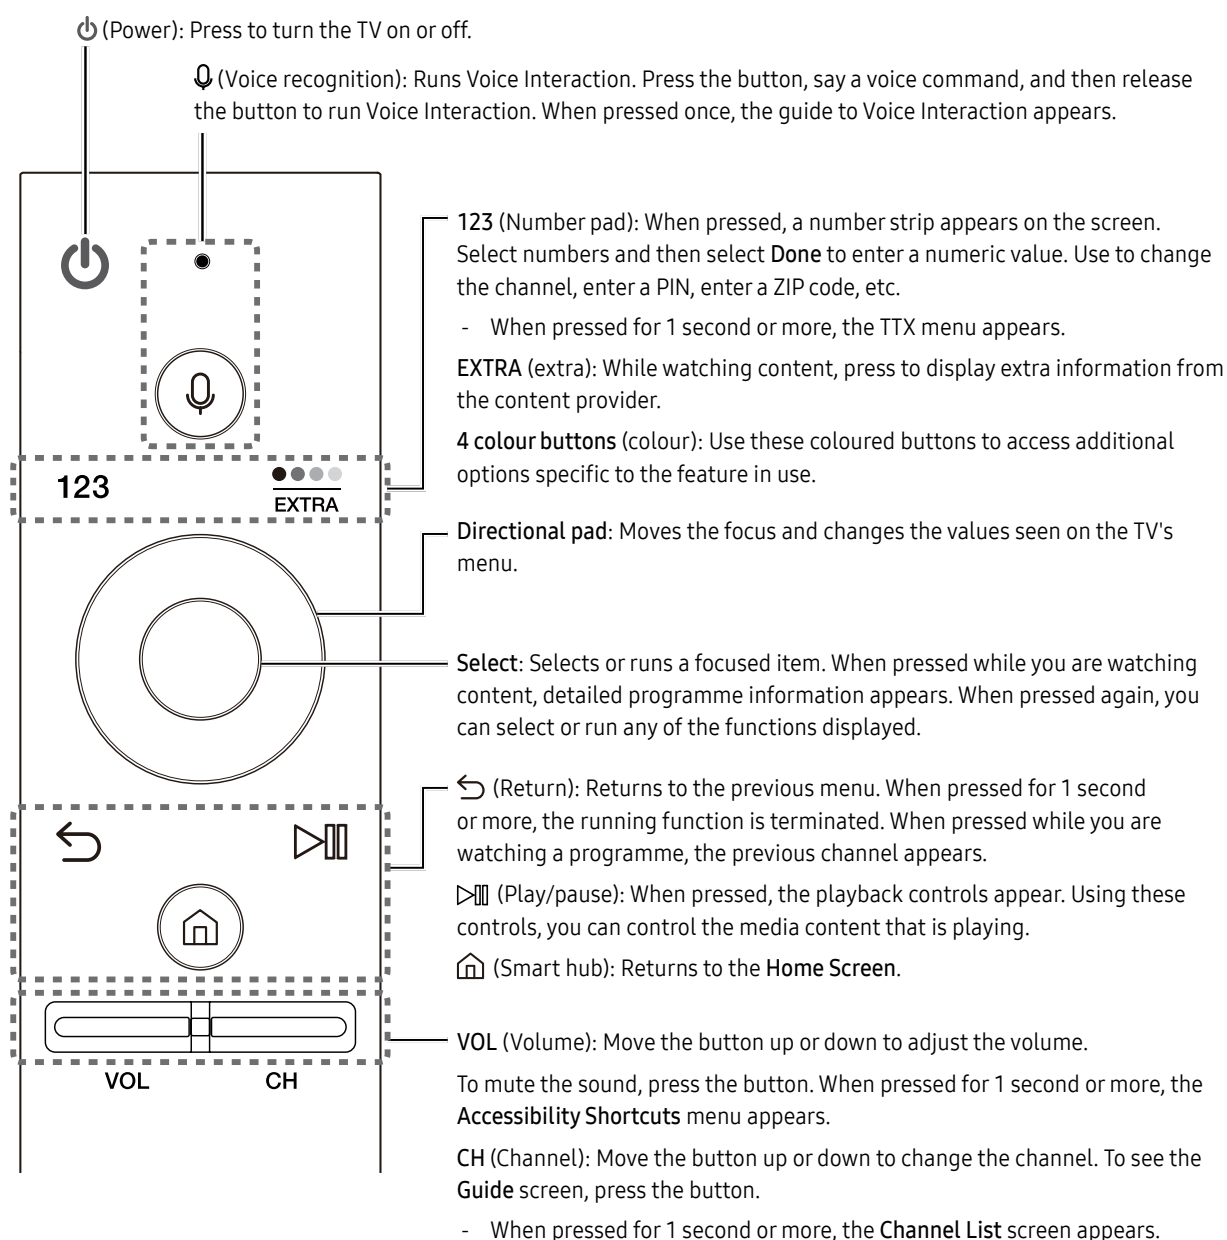 (Power): Press to turn the TV on or off.
(Voice recognition): Runs Voice Interaction. Press the button, say a voice command, and then release
the button to run Voice Interaction. When pressed once, the guide to Voice Interaction appears.
123 (Number pad): When pressed, a number strip appears on the screen.
Select numbers and then select Done to enter a numeric value. Use to change
the channel, enter a PIN, enter a ZIP code, etc.
- When pressed for 1 second or more, the TTX menu appears.
EXTRA (extra): While watching content, press to display extra information from
the content provider.
4 colour buttons (colour): Use these coloured buttons to access additional
options specific to the feature in use.
123
EXTRA
Directional pad: Moves the focus and changes the values seen on the TV's
menu.
Select: Selects or runs a focused item. When pressed while you are watching
content, detailed programme information appears. When pressed again, you
can select or run any of the functions displayed.
(Return): Returns to the previous menu. When pressed for 1 second
or more, the running function is terminated. When pressed while you are
watching a programme, the previous channel appears.
(Play/pause): When pressed, the playback controls appear. Using these
controls, you can control the media content that is playing.
(Smart hub): Returns to the Home Screen.
VOL (Volume): Move the button up or down to adjust the volume.
To mute the sound, press the button. When pressed for 1 second or more, the
Accessibility Shortcuts menu appears.
VOL
CH
CH (Channel): Move the button up or down to change the channel. To see the
Guide screen, press the button.
- When pressed for 1 second or more, the Channel List screen appears.